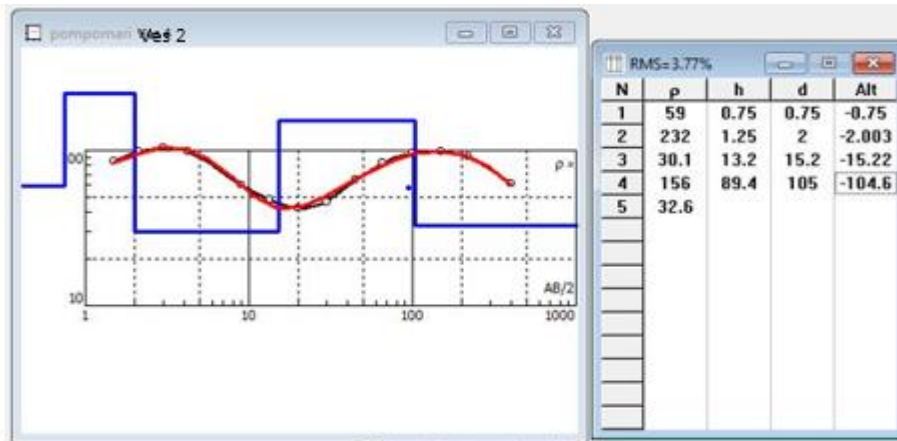 Ves 2
RMS=3.77%
N ρ h d Alt
1 59 0.75 0.75 -0.75
2 232 1.25 2 -2.003
3 30.1 13.2 15.2 -15.22
4 156 89.4 105 -104.6
5 32.6
00
ρ
10
AB/2
1 10 100 1000